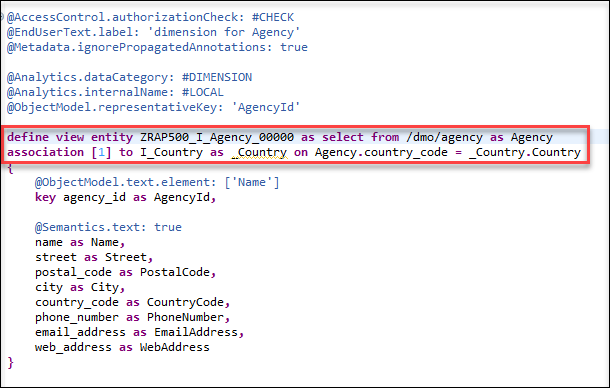 @AccessControl.authorizationCheck: #CHECK
@EndUserText.label: 'dimension for Agency'
@Metadata.ignorePropagatedAnnotations: true
@Analytics.dataCategory: #DIMENSION
@Analytics.internalName: #LOCAL
@ObjectModel.representativeKey: 'AgencyId'
define view entity ZRAP500_I_Agency_00000 as select from /dmo/agency as Agency
association [1] to I_Country as _Country on Agency.country_code = _Country.Country
{
@ObjectModel.text.element: ['Name']
key agency_id as AgencyId,
@Semantics.text: true
name as Name,
street as Street,
postal_code as PostalCode,
city as City,
country_code as CountryCode,
phone_number as PhoneNumber,
email_address as EmailAddress,
web_address as WebAddress
}